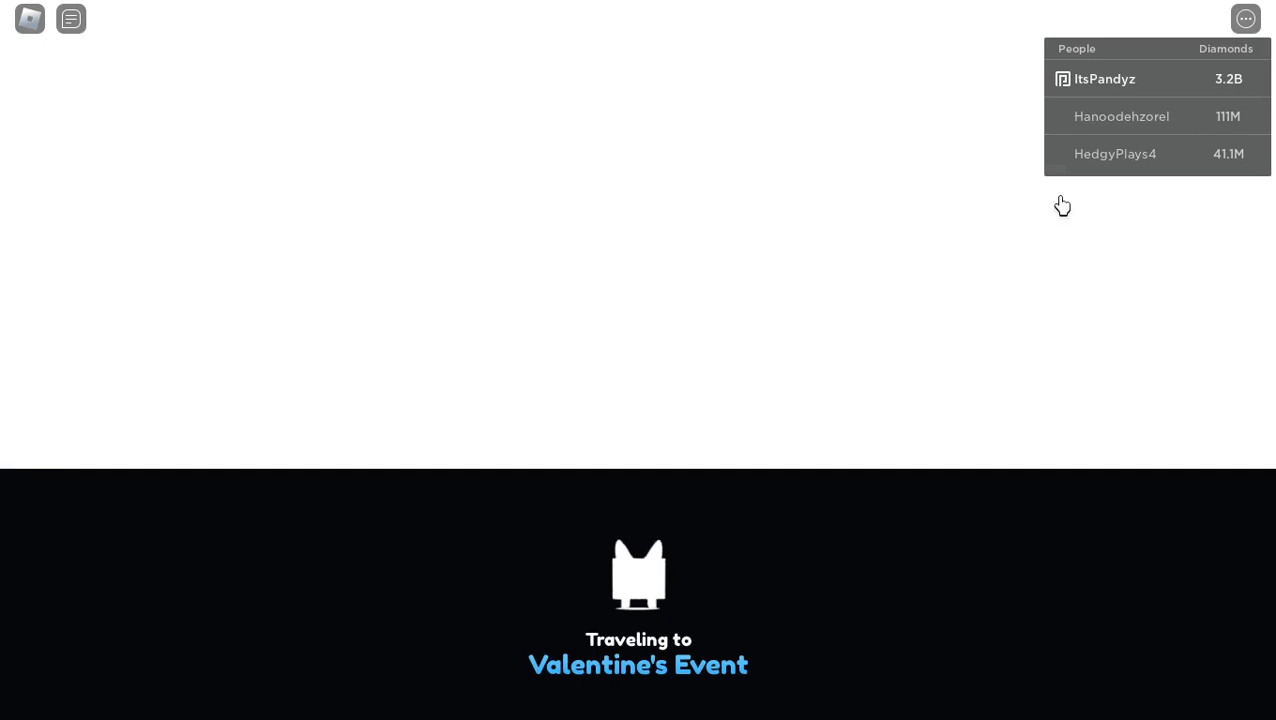 People Diamonds
ItsPandyz 3.2B
Hanoodehzorel 111M
HedgyPlays4 41.1M
Traveling to
Valentine's Event